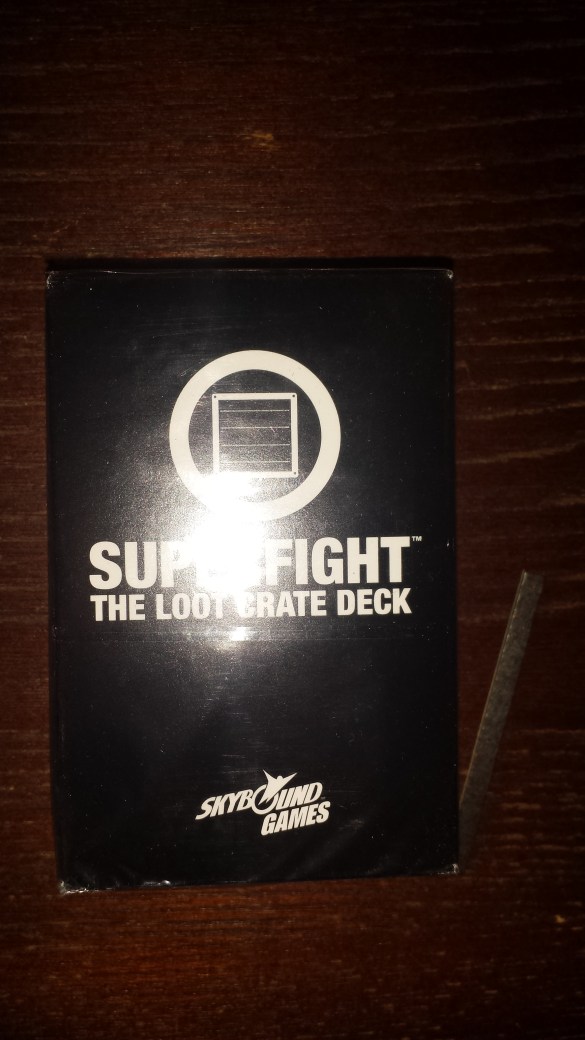 SUPERFIGHT™
THE LOOT CRATE DECK
SKYBOUND
GAMES